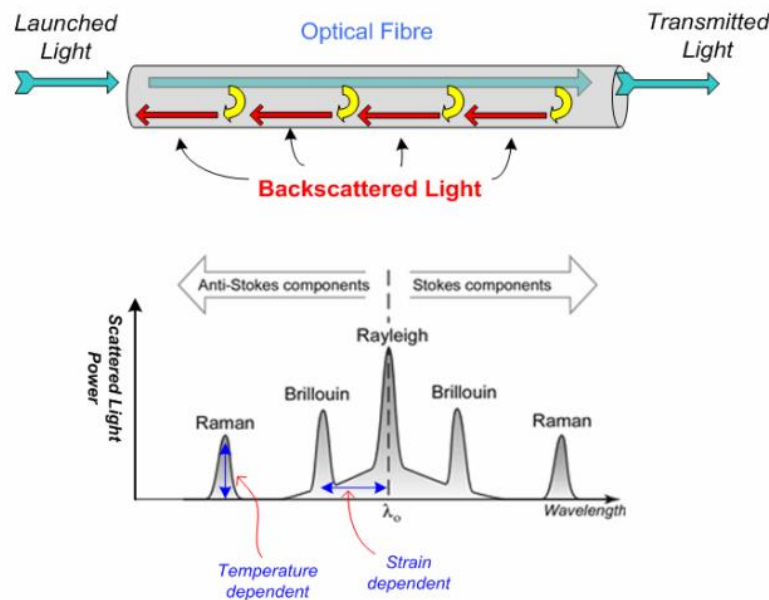 Launched
Light
Optical Fibre
Transmitted
Light
Backscattered Light
Anti-Stokes components
Stokes components
Scattered Light
Power
Rayleigh
Brillouin
Brillouin
Raman
Raman
λo
Wavelength
Temperature
dependent
Strain
dependent